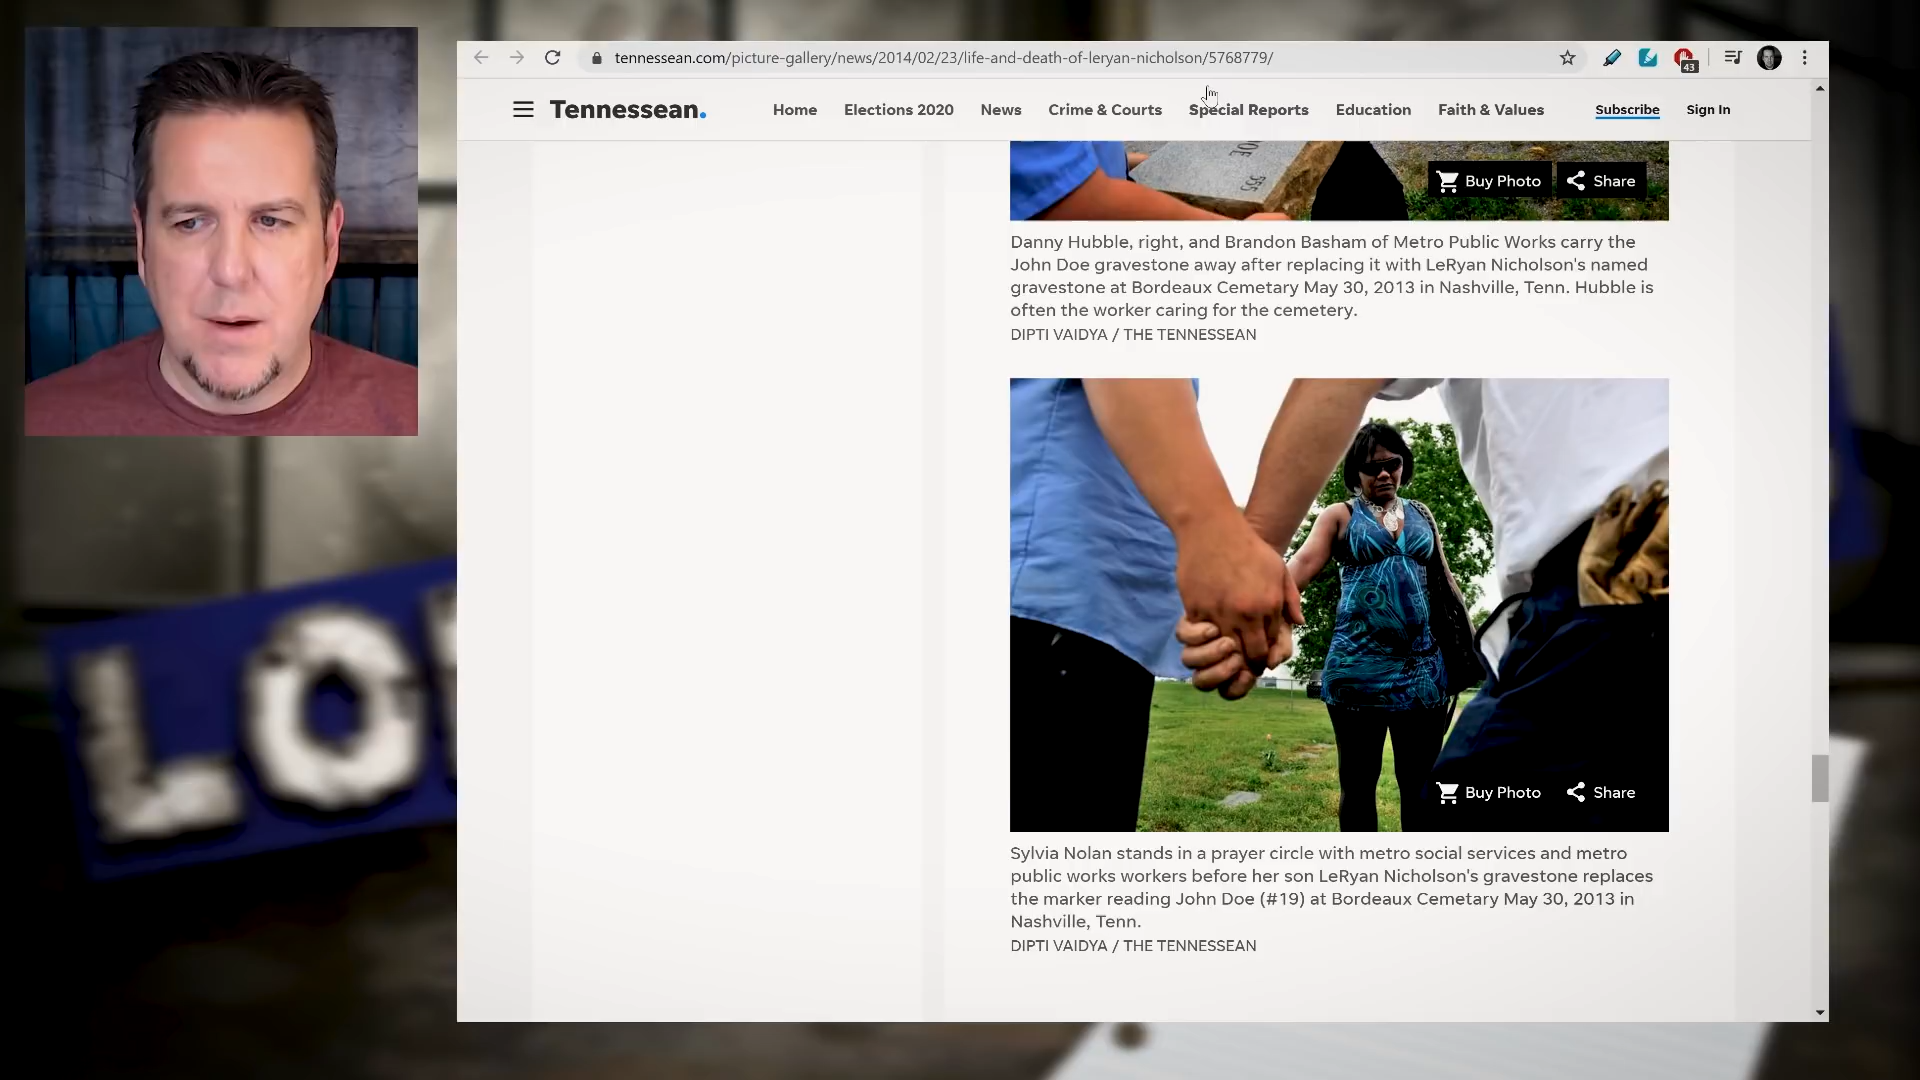 tennessean.com/picture-gallery/news/2014/02/23/life-and-death-of-leryan-nicholson/5768779/
43
Tennessean.
Home Elections 2020 News Crime & Courts Special Reports Education Faith & Values Subscribe Sign In
DOE
555
Buy Photo Share
Danny Hubble, right, and Brandon Basham of Metro Public Works carry the
John Doe gravestone away after replacing it with LeRyan Nicholson's named
gravestone at Bordeaux Cemetary May 30, 2013 in Nashville, Tenn. Hubble is
often the worker caring for the cemetery.
DIPTI VAIDYA / THE TENNESSEAN
Buy Photo Share
Sylvia Nolan stands in a prayer circle with metro social services and metro
public works workers before her son LeRyan Nicholson's gravestone replaces
the marker reading John Doe (#19) at Bordeaux Cemetary May 30, 2013 in
Nashville, Tenn.
DIPTI VAIDYA / THE TENNESSEAN
LO